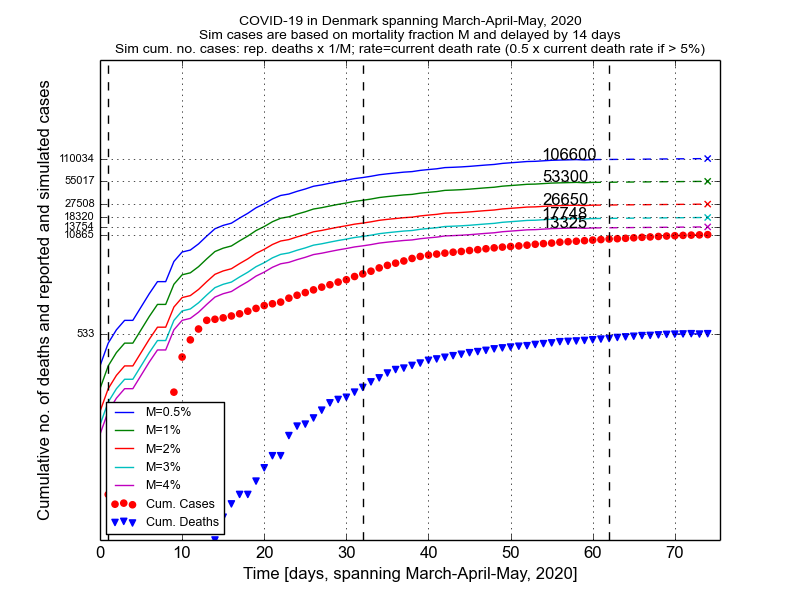 COVID-19 in Denmark spanning March-April-May, 2020
Sim cases are based on mortality fraction M and delayed by 14 days
Sim cum. no. cases: rep. deaths x 1/M; rate=current death rate (0.5 x current death rate if > 5%)
Cumulative no. of deaths and reported and simulated cases
110034
55017
27508
18320
13754
10865
533
106600
53300
26650
17748
13325
M=0.5%
M=1%
M=2%
M=3%
M=4%
Cum. Cases
Cum. Deaths
0 10 20 30 40 50 60 70
Time [days, spanning March-April-May, 2020]